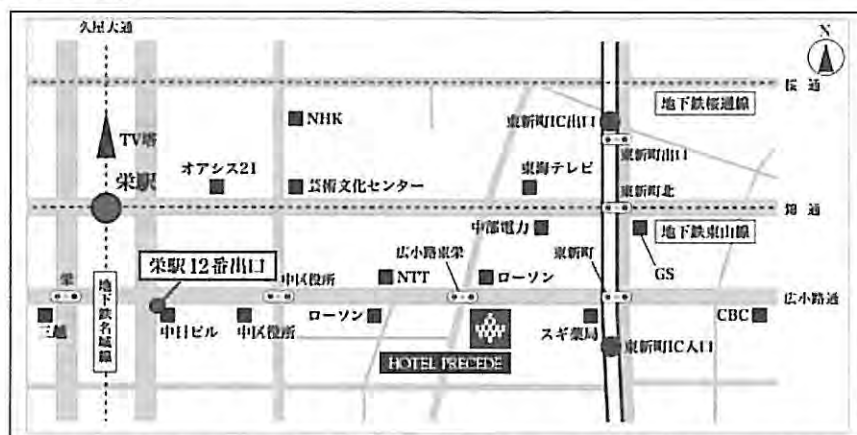 久屋大通
N
桜通
地下鉄桜通線
NHK
東新町IC出口
TV塔
東新町出口
オアシス21
東海テレビ
栄駅
芸術文化センター
東新町北
錦通
中部電力
地下鉄東山線
栄駅12番出口
広小路東栄
東新町
GS
栄
中区役所
NTT
ローソン
広小路通
地下鉄名城線
三越
中日ビル
中区役所
ローソン
スギ薬局
CBC
東新町IC入口
HOTEL PRECEDE